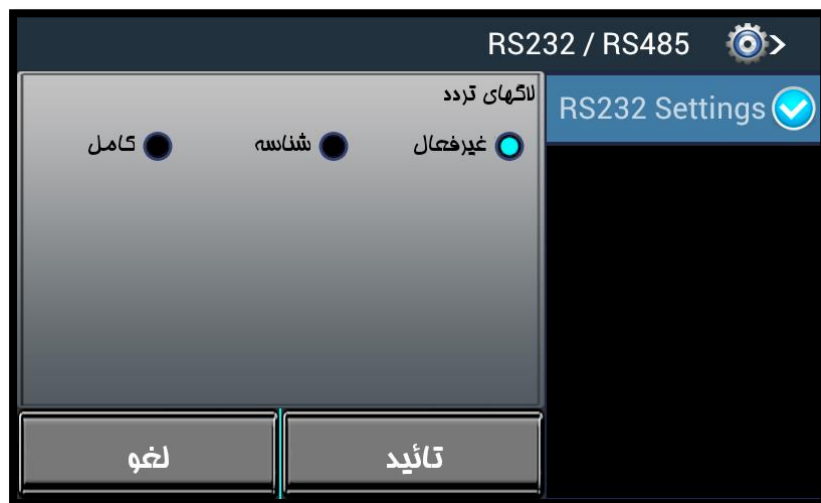 RS232 / RS485
RS232 Settings
لاگهای تردد
غیرفعال
شناسه
کامل
تائید
لغو